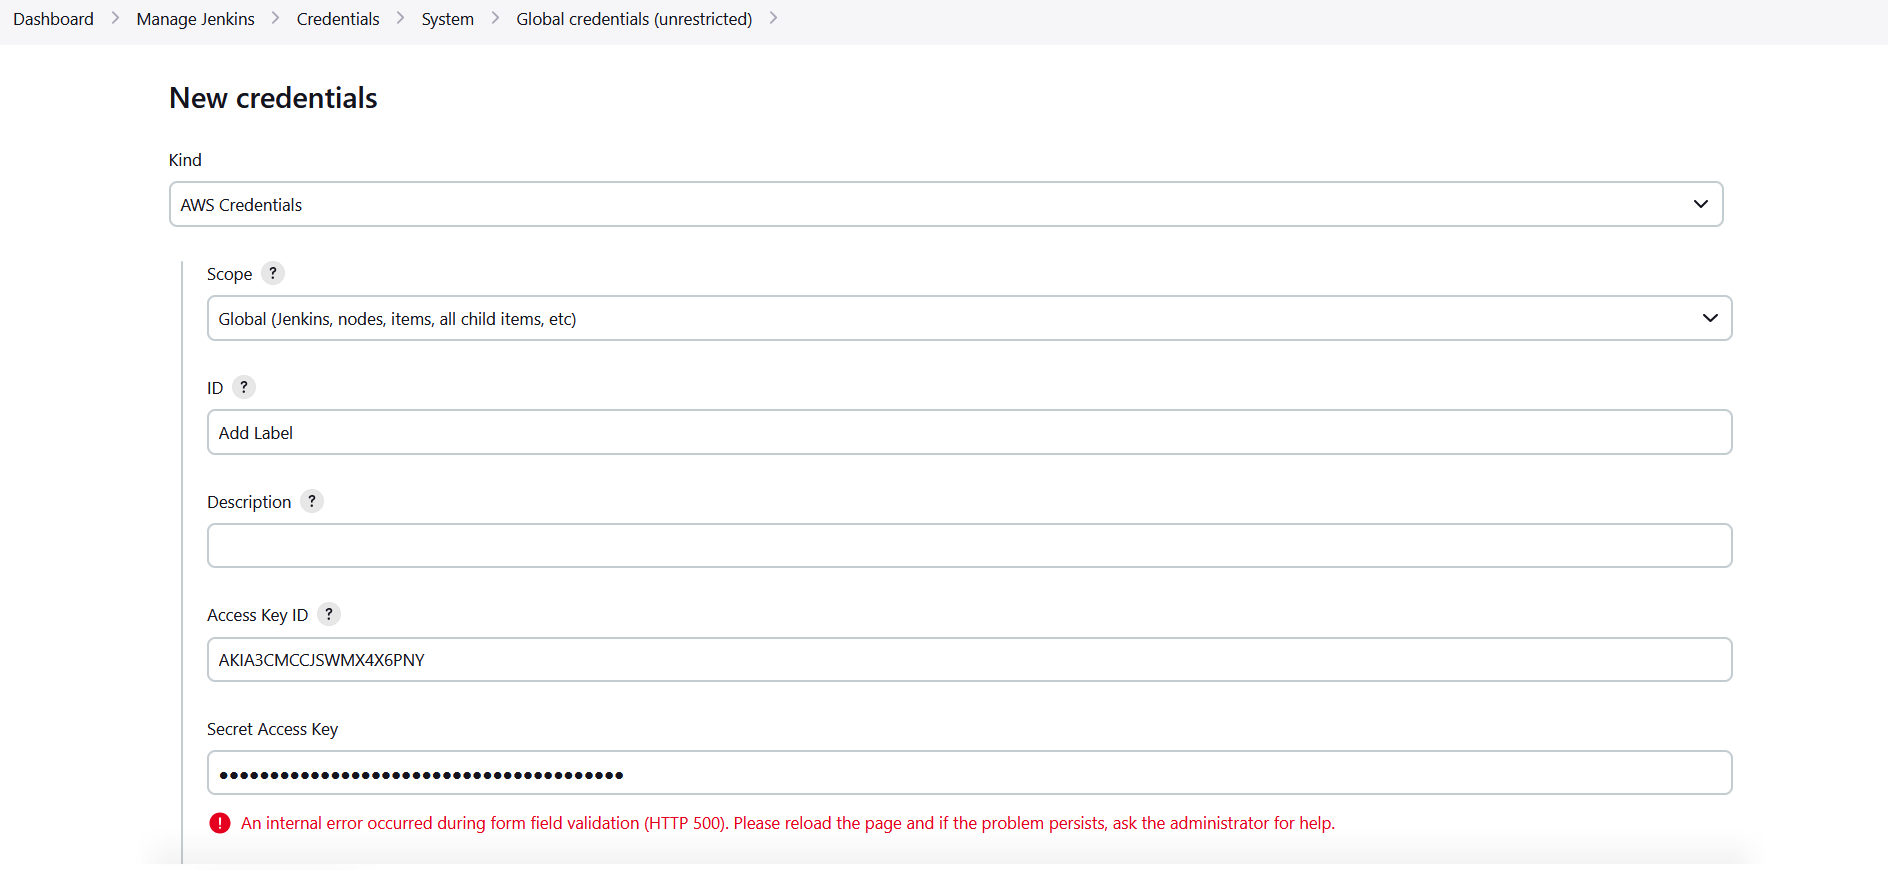 Dashboard > Manage Jenkins > Credentials > System > Global credentials (unrestricted) >
New credentials
Kind
AWS Credentials
Scope ?
Global (Jenkins, nodes, items, all child items, etc)
ID ?
Add Label
Description ?
Access Key ID ?
AKIA3CMCCJSWMX4X6PNY
Secret Access Key
••••••••••••••••••••••••••••••••••••••••
An internal error occurred during form field validation (HTTP 500). Please reload the page and if the problem persists, ask the administrator for help.